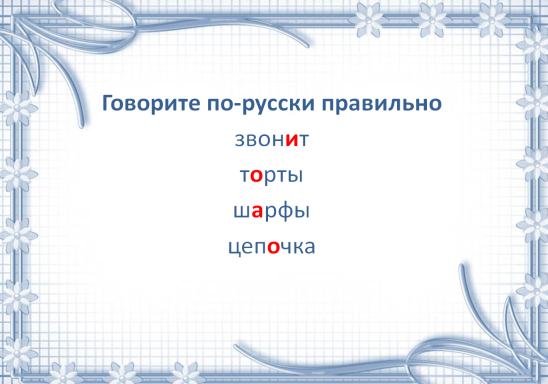 Говорите по-русски правильно
звонит
торты
шарфы
цепочка